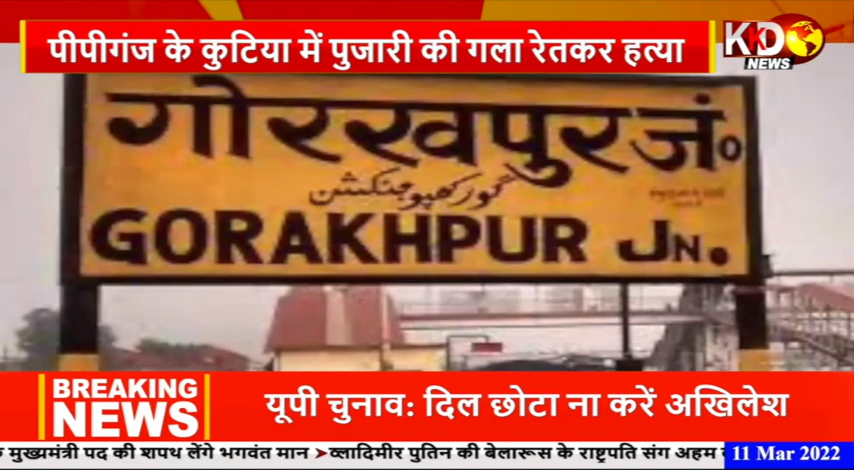 पीपीगंज के कुटिया में पुजारी की गला रेतकर हत्या
KKD
NEWS
गोरखपुर जं०
گورکھپور جنکشن
GORAKHPUR JN.
BREAKING
NEWS
यूपी चुनाव: दिल छोटा ना करें अखिलेश
मुख्यमंत्री पद की शपथ लेंगे भगवंत मान ➤व्लादिमीर पुतिन की बेलारूस के राष्ट्रपति संग अहम
11 Mar 2022